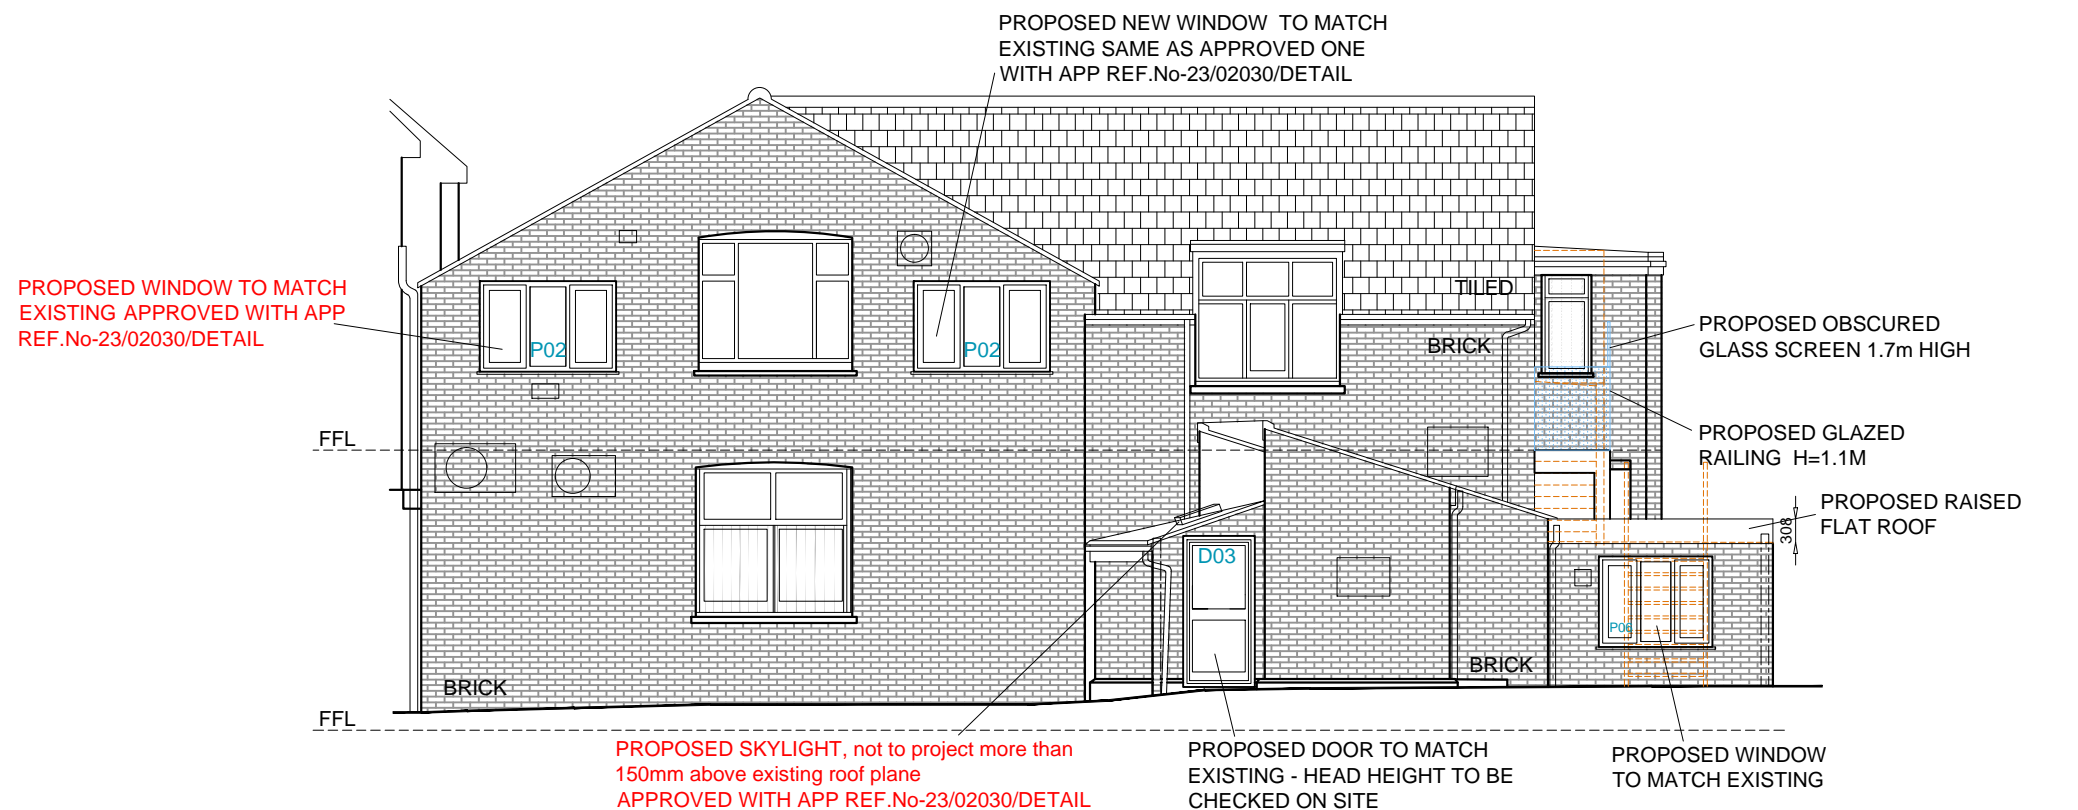 PROPOSED NEW WINDOW TO MATCH
EXISTING SAME AS APPROVED ONE
WITH APP REF.No-23/02030/DETAIL
PROPOSED WINDOW TO MATCH
EXISTING APPROVED WITH APP
REF.No-23/02030/DETAIL
P02
P02
TILED
BRICK
PROPOSED OBSCURED
GLASS SCREEN 1.7m HIGH
FFL
PROPOSED GLAZED
RAILING H=1.1M
PROPOSED RAISED
FLAT ROOF
308
D03
P06
BRICK
BRICK
FFL
PROPOSED SKYLIGHT, not to project more than
150mm above existing roof plane
APPROVED WITH APP REF.No-23/02030/DETAIL
PROPOSED DOOR TO MATCH
EXISTING - HEAD HEIGHT TO BE
CHECKED ON SITE
PROPOSED WINDOW
TO MATCH EXISTING